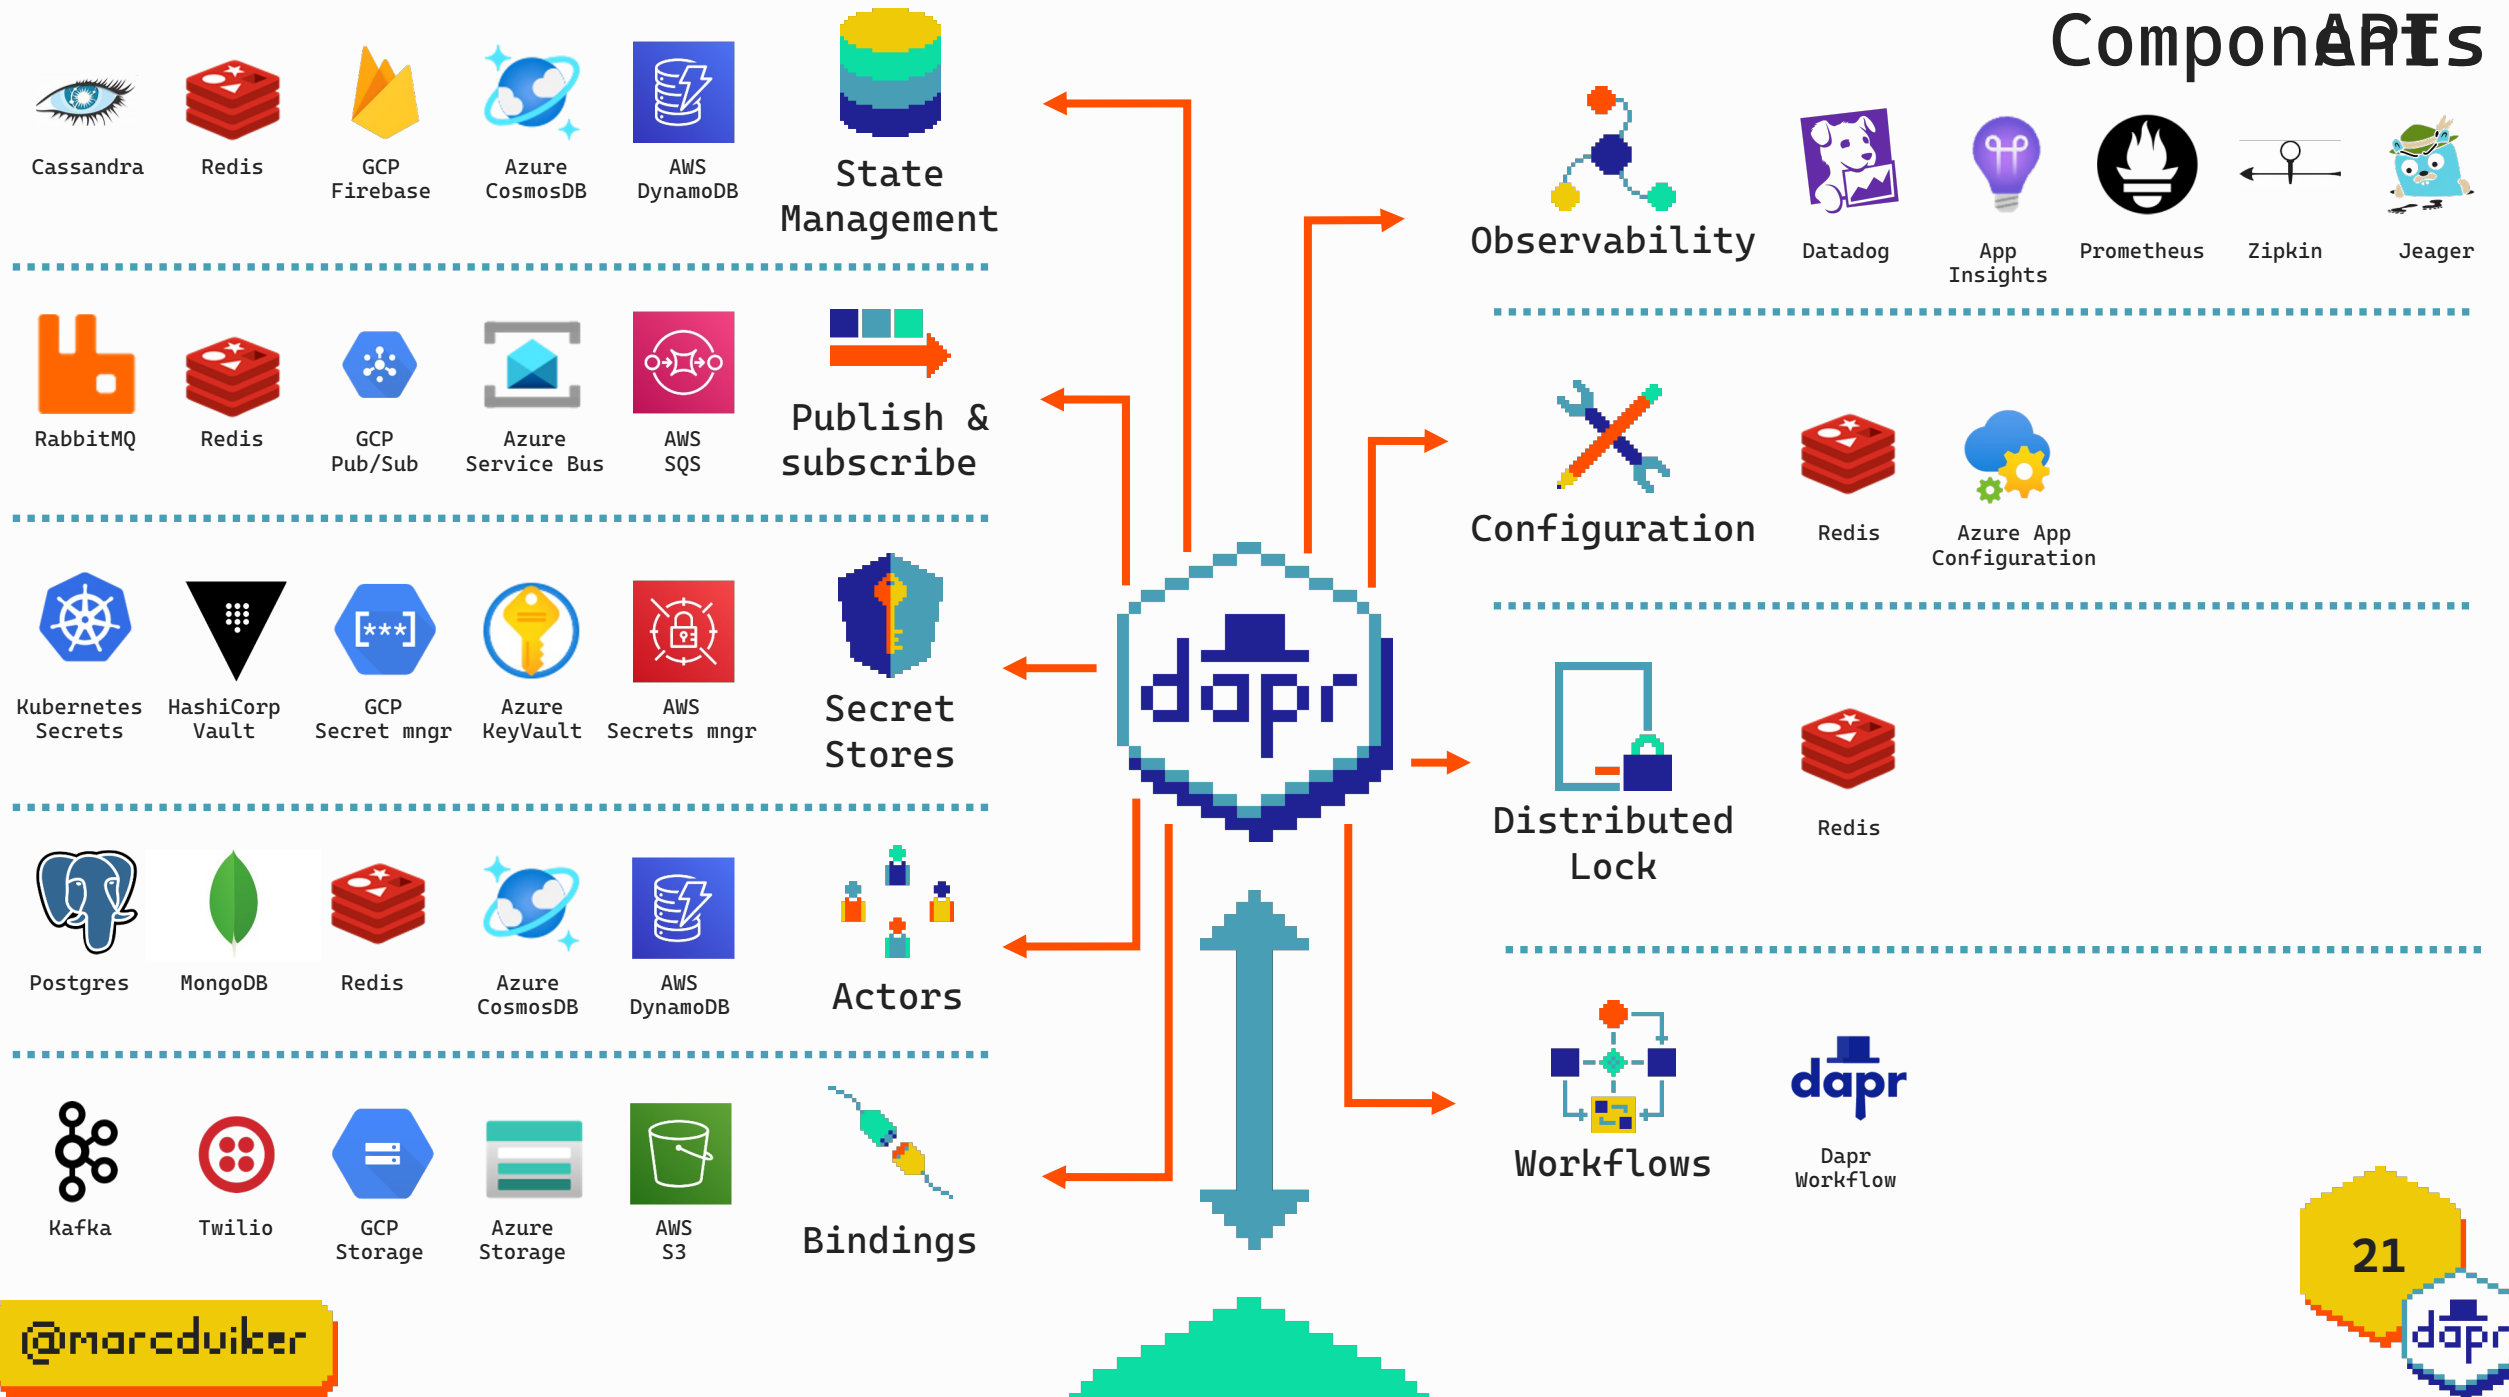 Components
API
Cassandra
Redis
GCP
Firebase
Azure
CosmosDB
AWS
DynamoDB
State
Management
RabbitMQ
Redis
GCP
Pub/Sub
Azure
Service Bus
AWS
SQS
Publish &
subscribe
Kubernetes
Secrets
HashiCorp
Vault
GCP
Secret mngr
[***]
Azure
KeyVault
AWS
Secrets mngr
Secret
Stores
Postgres
MongoDB
Redis
Azure
CosmosDB
AWS
DynamoDB
Actors
Kafka
Twilio
GCP
Storage
Azure
Storage
AWS
S3
Bindings
dapr
Observability
Datadog
App
Insights
Prometheus
Zipkin
Jeager
Configuration
Redis
Azure App
Configuration
Distributed
Lock
Redis
Workflows
dapr
Dapr
Workflow
@marcduiker
21
dapr